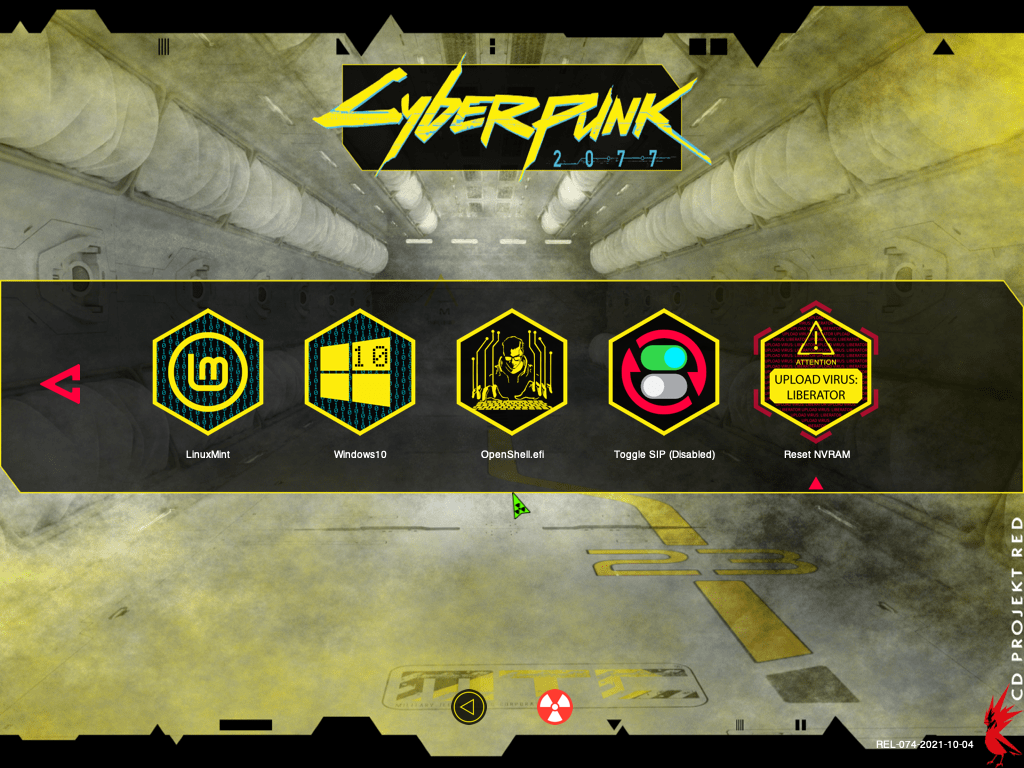 CYBERPUNK
2077
10
ATTENTION
UPLOAD VIRUS:
LIBERATOR
LinuxMint
Windows10
OpenShell.efi
Toggle SIP (Disabled)
Reset NVRAM
23
CD PROJEKT RED
REL-074-2021-10-04